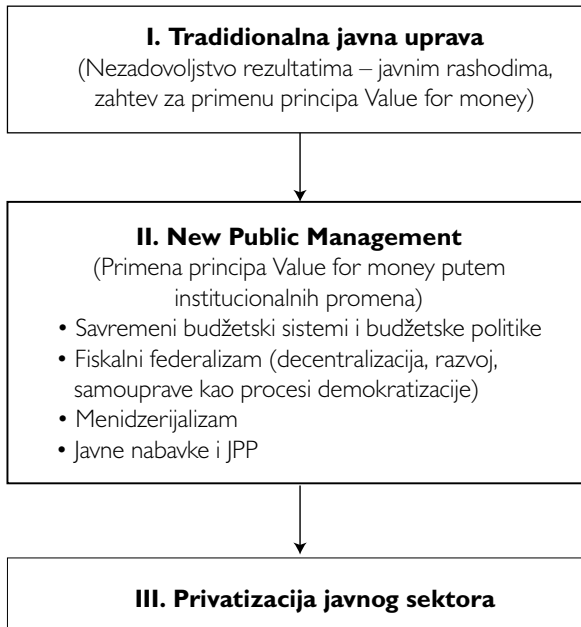 I. Tradidionalna javna uprava
(Nezadovoljstvo rezultatima – javnim rashodima,
zahtev za primenu principa Value for money)
II. New Public Management
(Primena principa Value for money putem
institucionalnih promena)
• Savremeni budžetski sistemi i budžetske politike
• Fiskalni federalizam (decentralizacija, razvoj,
samouprave kao procesi demokratizacije)
• Menidzerijalizam
• Javne nabavke i JPP
III. Privatizacija javnog sektora